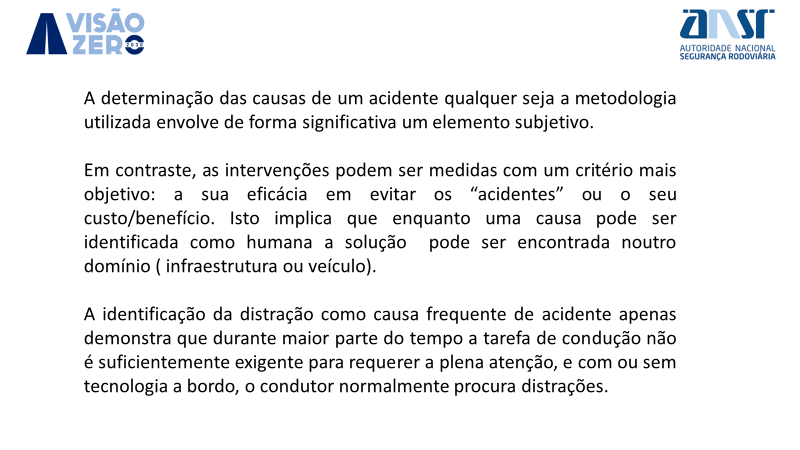 VISÃO
ZERO
2030
ansr
AUTORIDADE NACIONAL
SEGURANÇA RODOVIÁRIA
A determinação das causas de um acidente qualquer seja a metodologia
utilizada envolve de forma significativa um elemento subjetivo.
Em contraste, as intervenções podem ser medidas com um critério mais
objetivo: a sua eficácia em evitar os “acidentes” ou o seu
custo/benefício. Isto implica que enquanto uma causa pode ser
identificada como humana a solução pode ser encontrada noutro
domínio ( infraestrutura ou veículo).
A identificação da distração como causa frequente de acidente apenas
demonstra que durante maior parte do tempo a tarefa de condução não
é suficientemente exigente para requerer a plena atenção, e com ou sem
tecnologia a bordo, o condutor normalmente procura distrações.